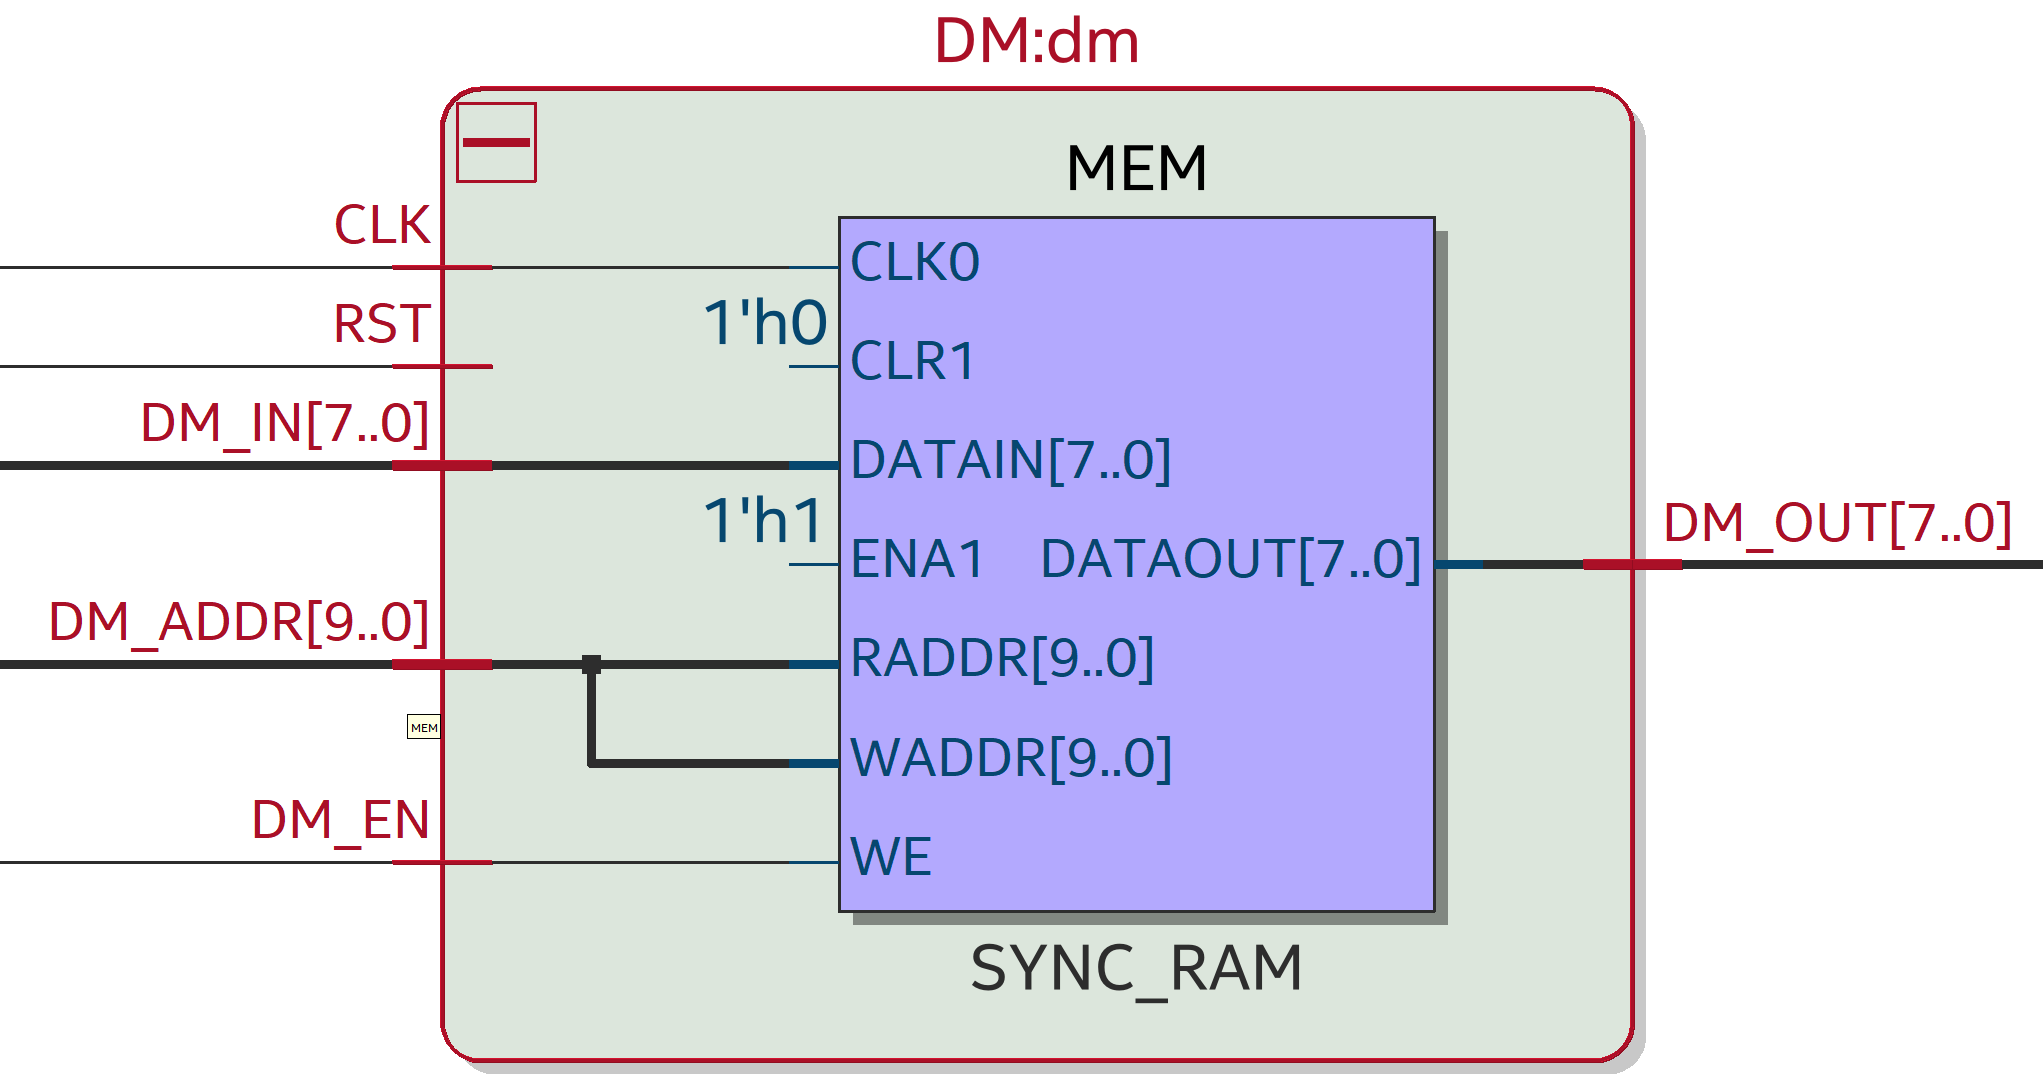 DM:dm
MEM
CLK
CLK0
RST
1'h0
CLR1
DM_IN[7..0]
DATAIN[7..0]
1'h1
ENA1 DATAOUT[7..0]
DM_OUT[7..0]
DM_ADDR[9..0]
RADDR[9..0]
MEM
WADDR[9..0]
DM_EN
WE
SYNC_RAM